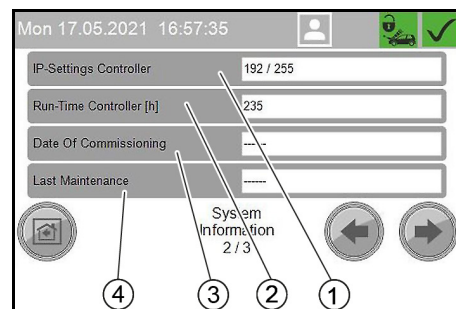 Mon 17.05.2021 16:57:35
IP-Settings Controller 192 / 255
Run-Time Controller [h] 235
Date Of Commissioning ------
Last Maintenance ------
System
Information
2 / 3
4 3 2 1